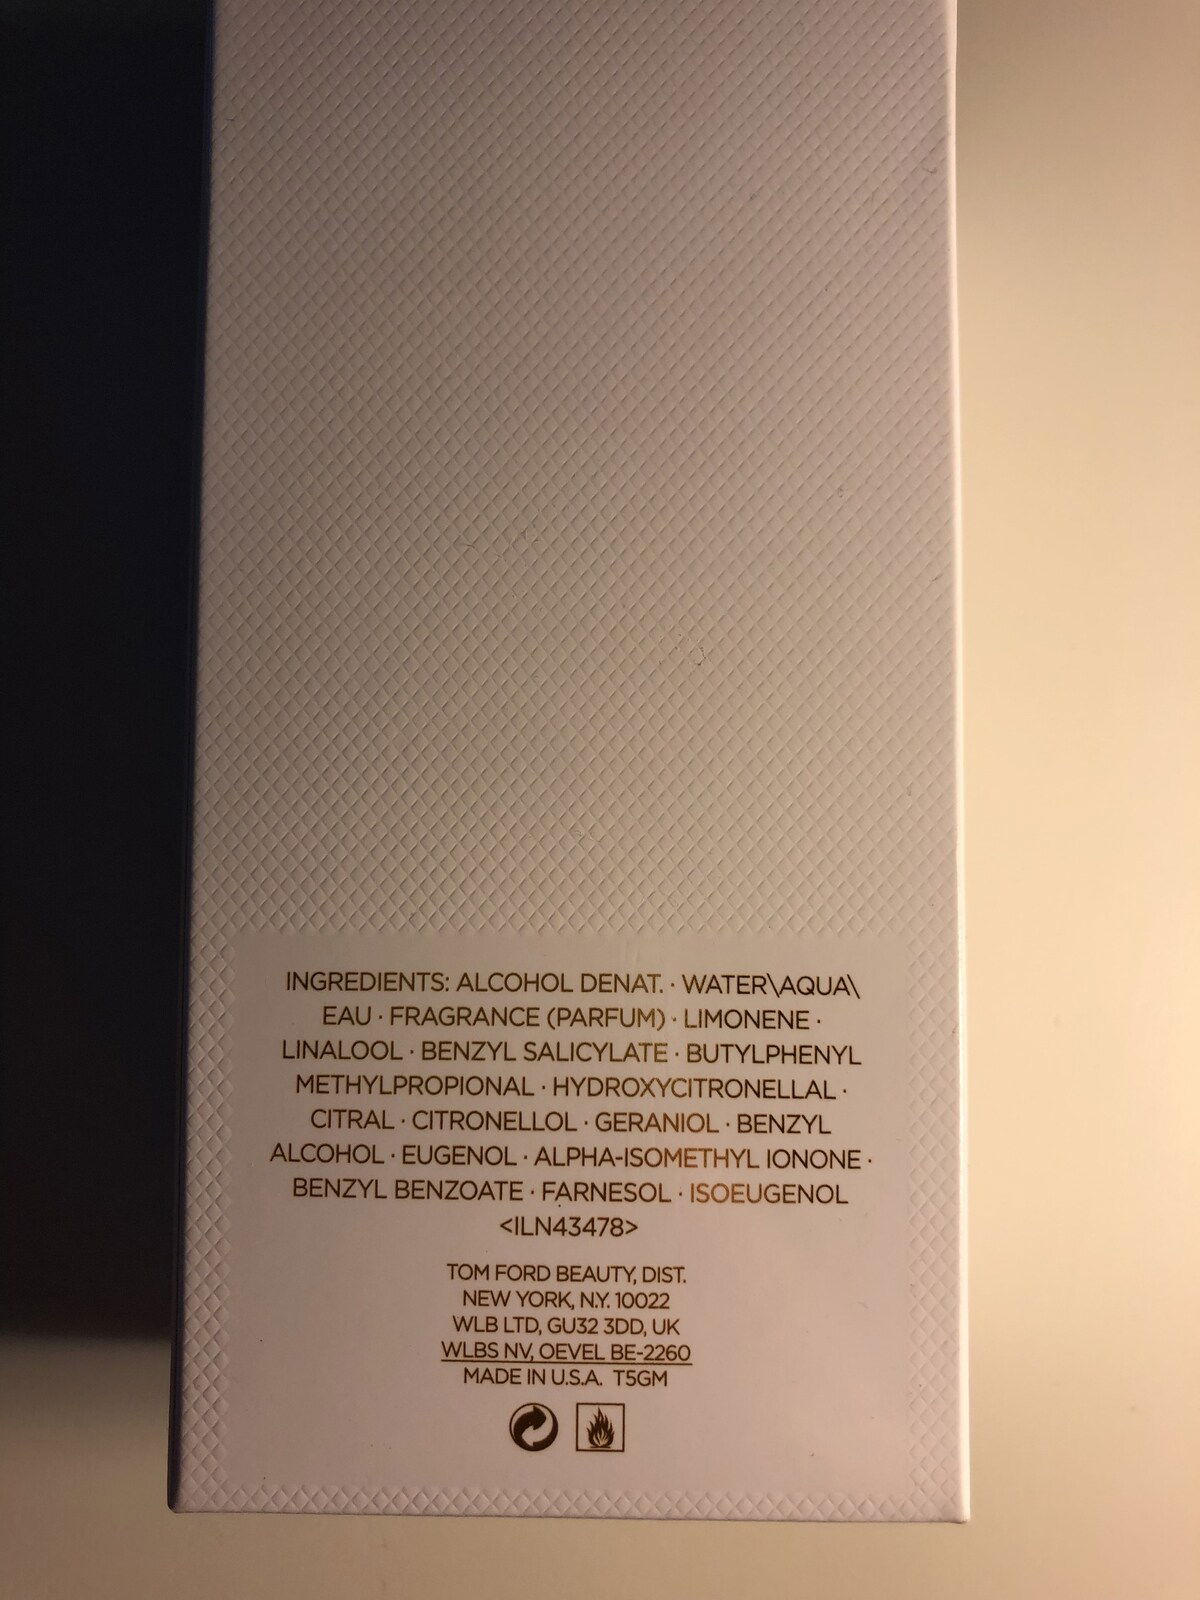 INGREDIENTS: ALCOHOL DENAT. · WATER\AQUA\
EAU · FRAGRANCE (PARFUM) · LIMONENE ·
LINALOOL · BENZYL SALICYLATE · BUTYLPHENYL
METHYLPROPIONAL · HYDROXYCITRONELLAL ·
CITRAL · CITRONELLOL · GERANIOL · BENZYL
ALCOHOL · EUGENOL · ALPHA-ISOMETHYL IONONE ·
BENZYL BENZOATE · FARNESOL · ISOEUGENOL
<ILN43478>
TOM FORD BEAUTY, DIST.
NEW YORK, N.Y. 10022
WLB LTD, GU32 3DD, UK
WLBS NV, OEVEL BE-2260
MADE IN U.S.A. T5GM